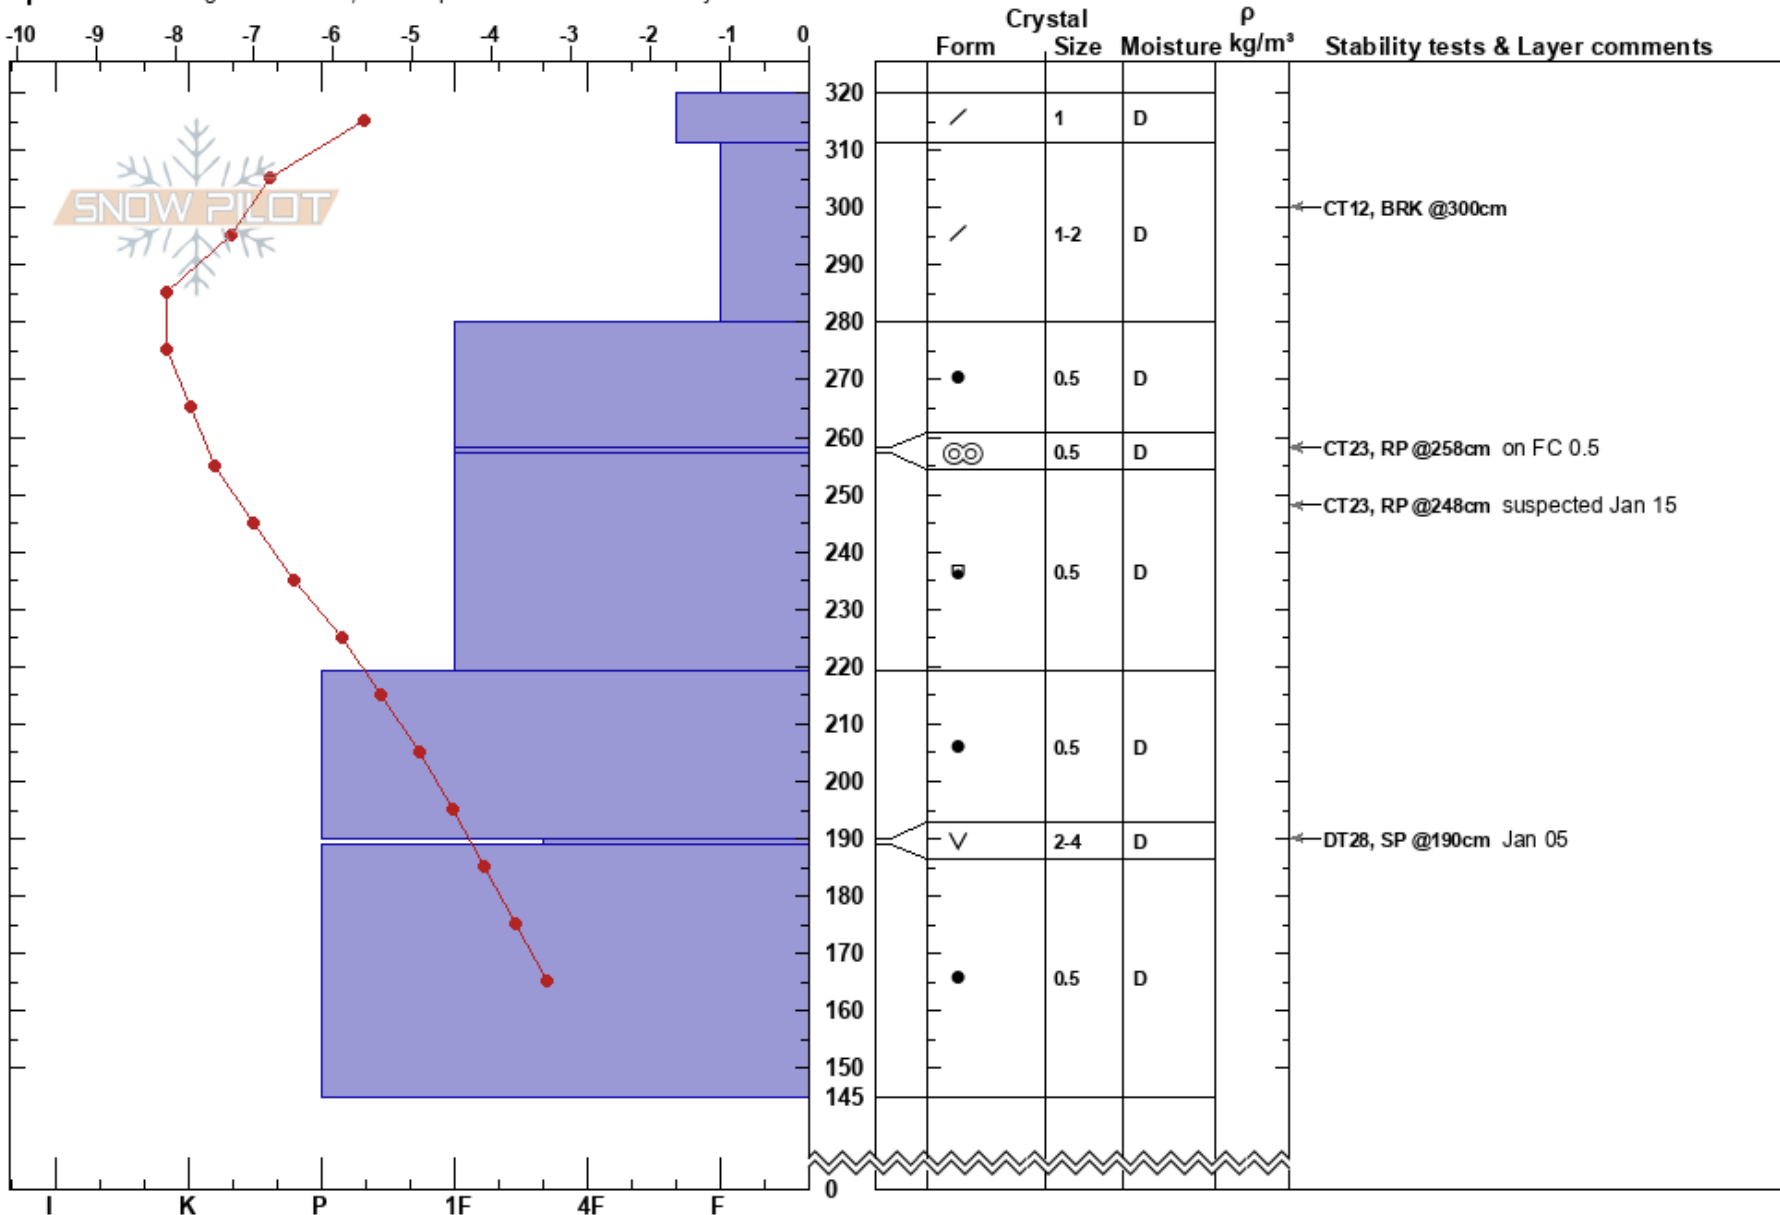 Crystal ρ
-10 -9 -8 -7 -6 -5 -4 -3 -2 -1 0 Form Size Moisture kg/m³ Stability tests & Layer comments
320
1 D
310
SNOW PILOT
300 CT12, BRK @300cm
1-2 D
290
280
270 0.5 D
260 CT23, RP @258cm on FC 0.5
0.5 D
250 CT23, RP @248cm suspected Jan 15
240
0.5 D
230
220
210
0.5 D
200
190 2-4 D DT28, SP @190cm Jan 05
180
170
0.5 D
160
150
145
0
I K P 1F 4F F